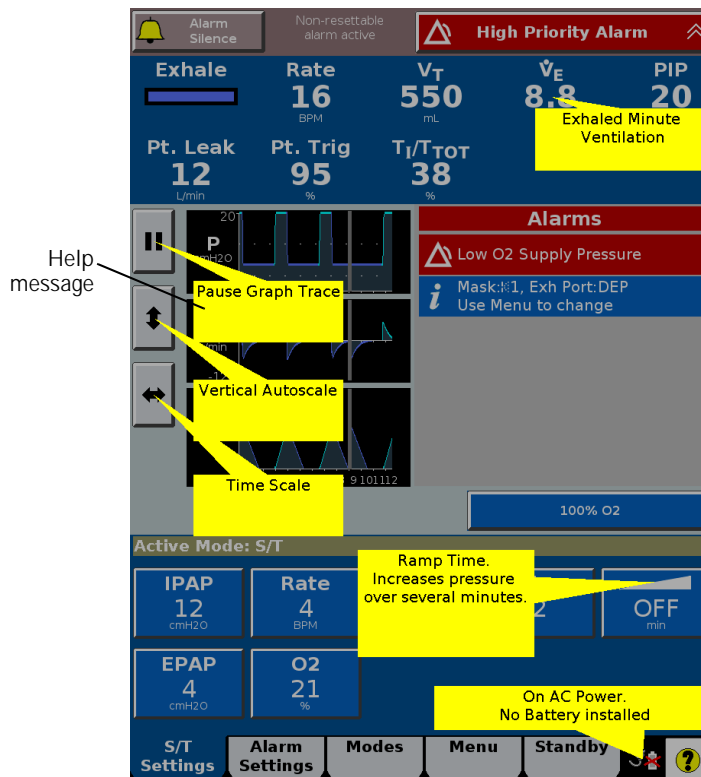 Alarm
Silence
Non-resettable
alarm active
High Priority Alarm
Exhale
Rate
16
BPM
VT
550
mL
V̇E
8.8
PIP
20
Exhaled Minute
Ventilation
Pt. Leak
12
L/min
Pt. Trig
95
%
TI/TTOT
38
%
Help
message
20
P
cmH2O
Pause Graph Trace
/min
Vertical Autoscale
Time Scale
9 10 11 12
Alarms
Low O2 Supply Pressure
i
Mask: 1, Exh Port:DEP
Use Menu to change
100% O2
Active Mode: S/T
IPAP
12
cmH2O
Rate
4
BPM
Ramp Time.
Increases pressure
over several minutes.
2
OFF
min
EPAP
4
cmH2O
O2
21
%
On AC Power.
No Battery installed
S/T
Settings
Alarm
Settings
Modes
Menu
Standby
?